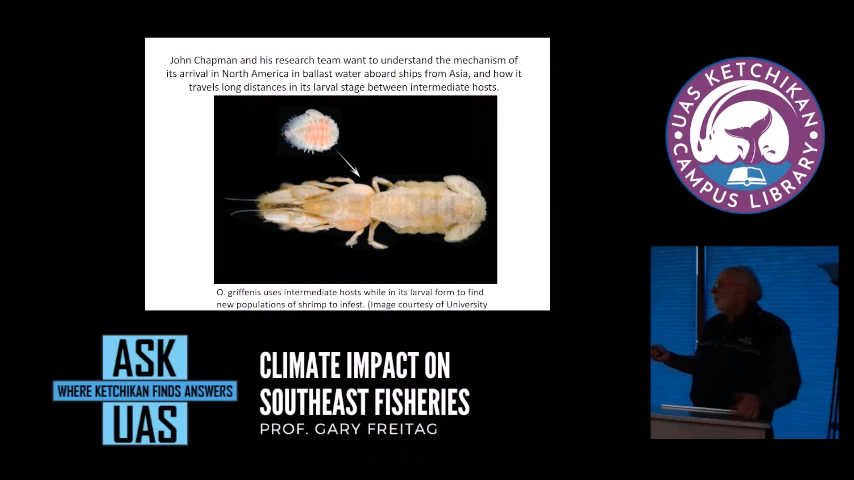 John Chapman and his research team want to understand the mechanism of
its arrival in North America in ballast water aboard ships from Asia, and how it
travels long distances in its larval stage between intermediate hosts.
O. griffenis uses intermediate hosts while in its larval form to find
new populations of shrimp to infest. (Image courtesy of University
UAS KETCHIKAN
CAMPUS LIBRARY
ASK
WHERE KETCHIKAN FINDS ANSWERS
UAS
CLIMATE IMPACT ON
SOUTHEAST FISHERIES
PROF. GARY FREITAG